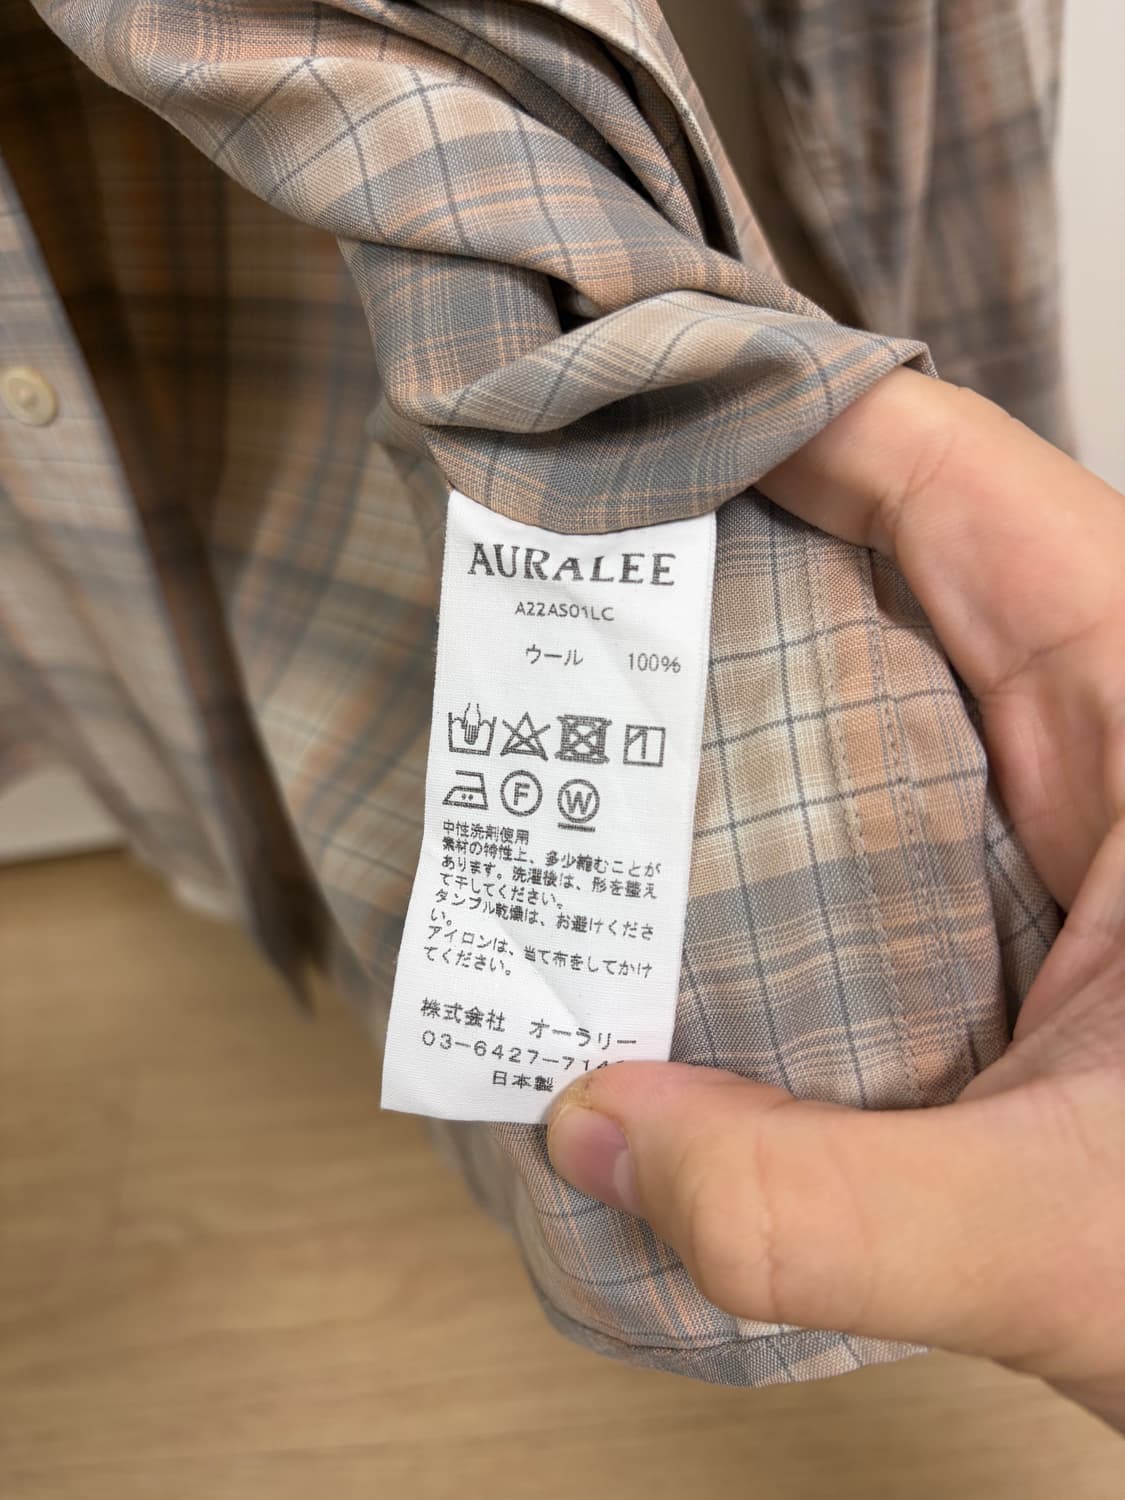 AURALEE
A22AS01LC
ウール 100%
F W
中性洗剤使用
素材の特性上、多少縮むことが
あります。洗濯後は、形を整え
て干してください。
タンブル乾燥は、お避けくださ
い。
アイロンは、当て布をしてかけ
てください。
株式会社 オーラリー
03-6427-71
日本製